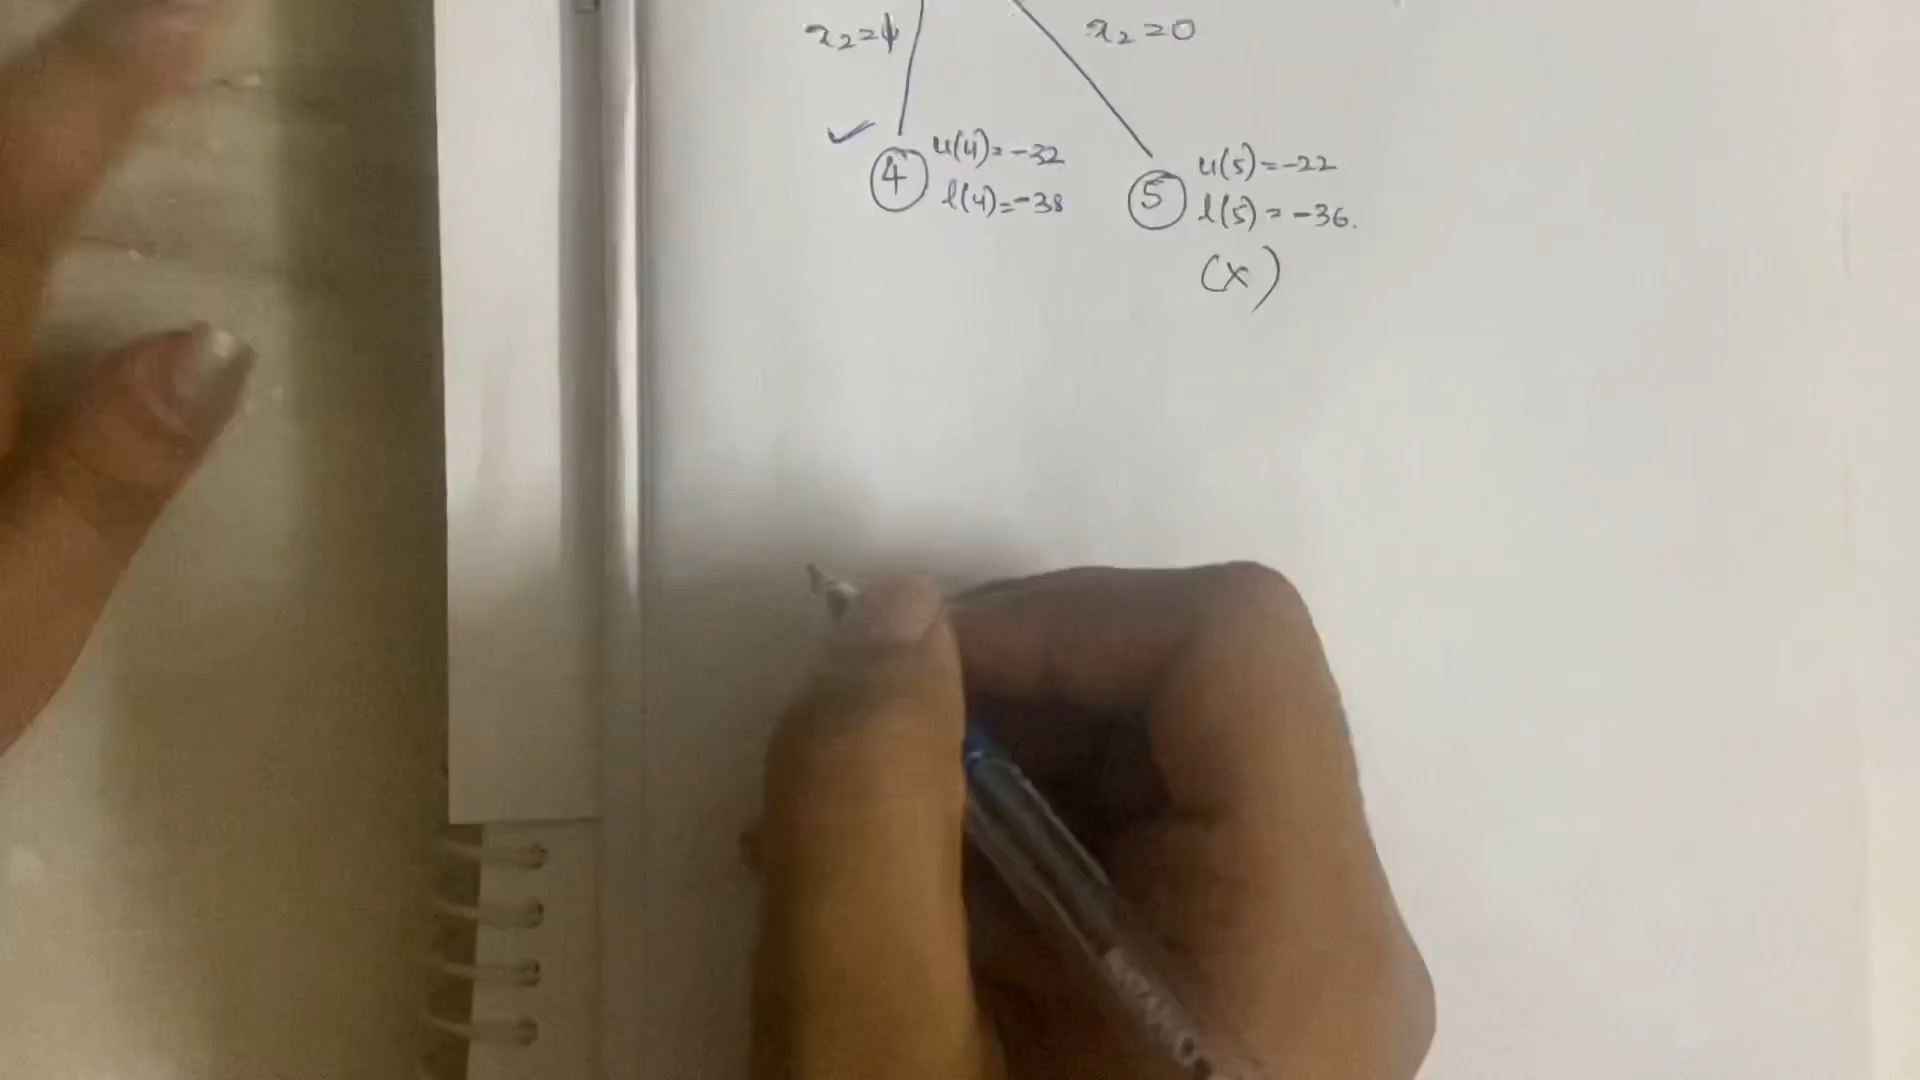 x₂=1
x₂=0
④ u(4)=-32
l(4)=-38
⑤ u(5)=-22
l(5)=-36.
(x)